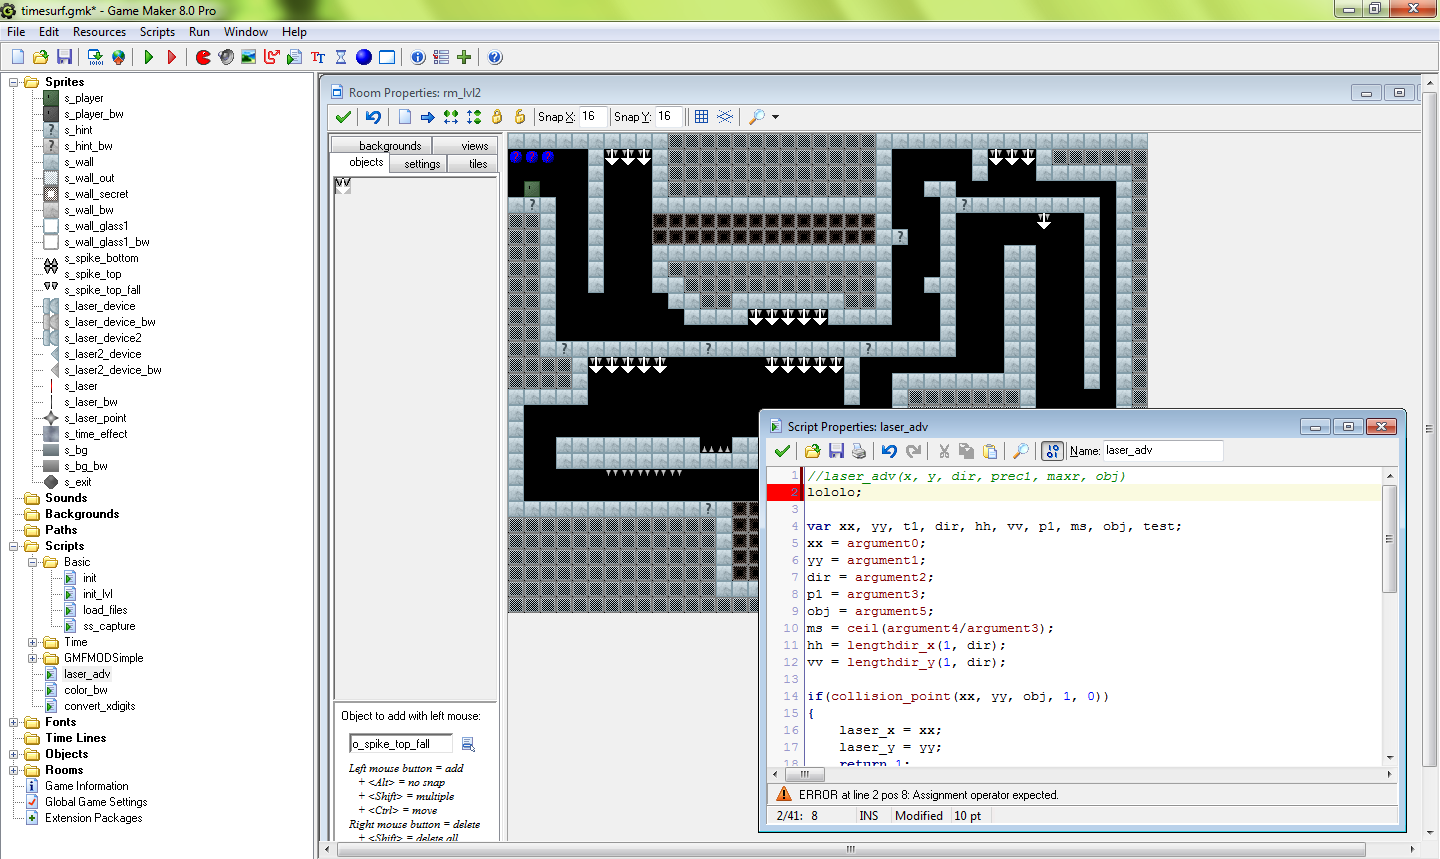 timesurf.gmk* - Game Maker 8.0 Pro
File Edit Resources Scripts Run Window Help
Sprites
s_player
s_player_bw
s_hint
s_hint_bw
s_wall
s_wall_out
s_wall_secret
s_wall_bw
s_wall_glass1
s_wall_glass1_bw
s_spike_bottom
s_spike_top
s_spike_top_fall
s_laser_device
s_laser_device_bw
s_laser_device2
s_laser2_device
s_laser2_device_bw
s_laser
s_laser_bw
s_laser_point
s_time_effect
s_bg
s_bg_bw
s_exit
Sounds
Backgrounds
Paths
Scripts
Basic
init
init_lvl
load_files
ss_capture
Time
GMFMODSimple
laser_adv
color_bw
convert_xdigits
Fonts
Time Lines
Objects
Rooms
Game Information
Global Game Settings
Extension Packages
Room Properties: rm_lvl2
Snap X: 16 Snap Y: 16
backgrounds views
objects settings tiles
Object to add with left mouse:
o_spike_top_fall
Left mouse button = add
+ <Alt> = no snap
+ <Shift> = multiple
+ <Ctrl> = move
Right mouse button = delete
+ <Shift> = delete all
Script Properties: laser_adv
Name: laser_adv
1 //laser_adv(x, y, dir, prec1, maxr, obj)
2 lololo;
3
4 var xx, yy, t1, dir, hh, vv, p1, ms, obj, test;
5 xx = argument0;
6 yy = argument1;
7 dir = argument2;
8 p1 = argument3;
9 obj = argument5;
10 ms = ceil(argument4/argument3);
11 hh = lengthdir_x(1, dir);
12 vv = lengthdir_y(1, dir);
13
14 if(collision_point(xx, yy, obj, 1, 0))
15 {
16 laser_x = xx;
17 laser_y = yy;
18 return 1;
ERROR at line 2 pos 8: Assignment operator expected.
2/41: 8 INS Modified 10 pt